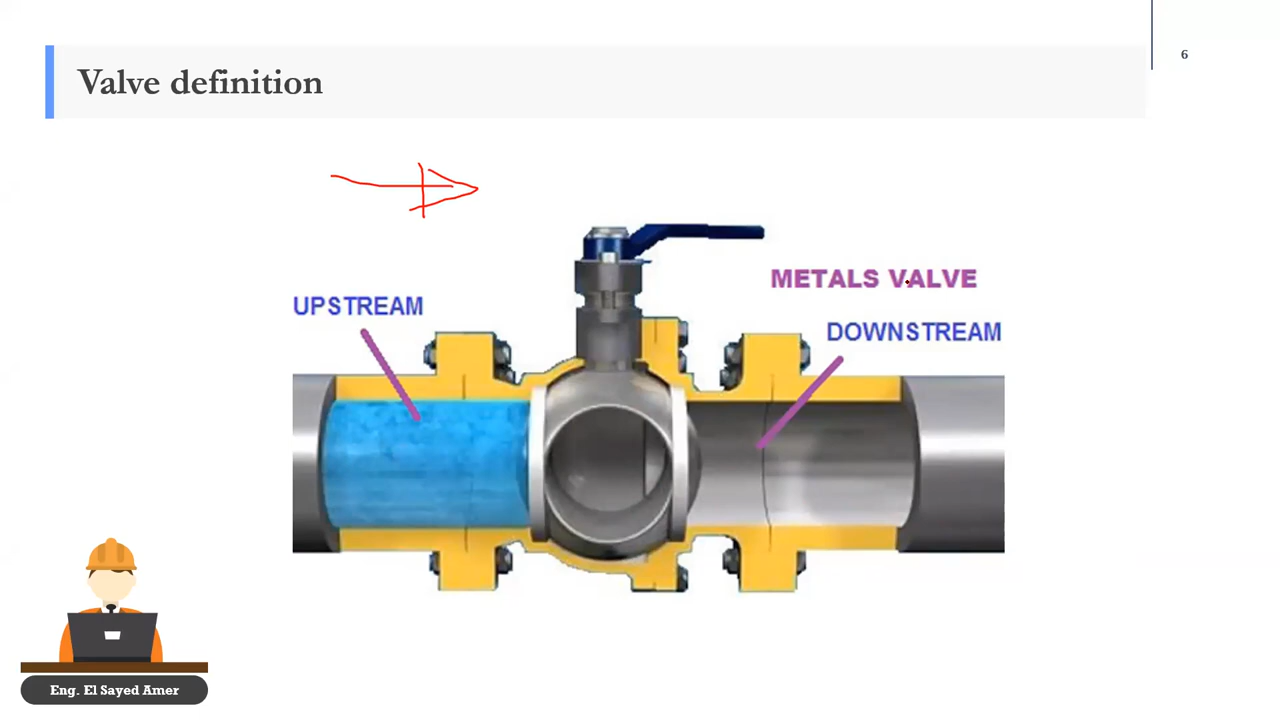 6
Valve definition
METALS VALVE
UPSTREAM
DOWNSTREAM
Eng. El Sayed Amer